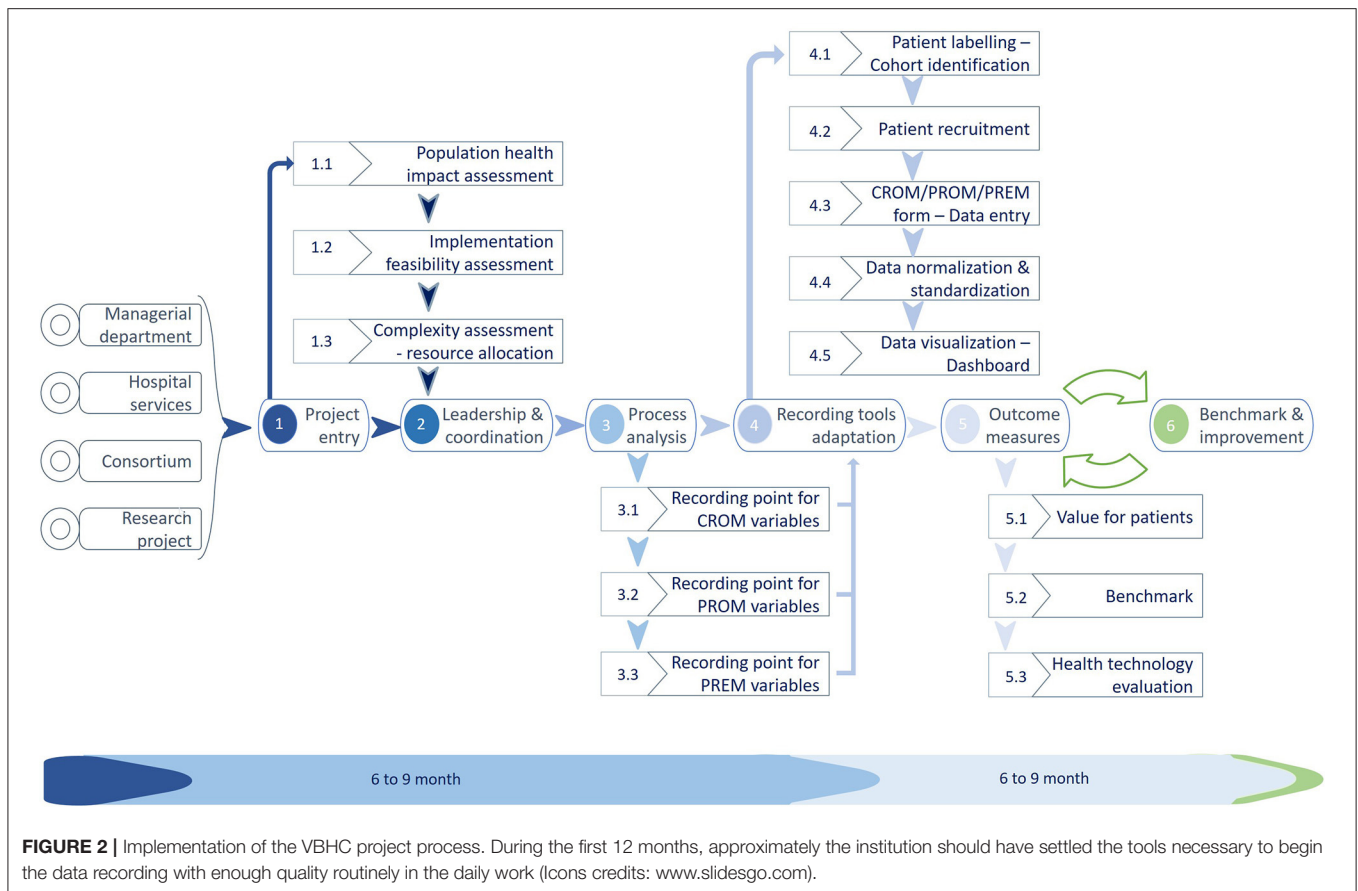 4.1
Patient labelling –
Cohort identification
4.2
Patient recruitment
4.3
CROM/PROM/PREM
form – Data entry
4.4
Data normalization &
standardization
4.5
Data visualization –
Dashboard
1.1
Population health
impact assessment
1.2
Implementation
feasibility assessment
1.3
Complexity assessment
- resource allocation
Managerial
department
Hospital
services
Consortium
Research
project
1
Project
entry
2
Leadership &
coordination
3
Process
analysis
4
Recording tools
adaptation
5
Outcome
measures
6
Benchmark &
improvement
3.1
Recording point for
CROM variables
3.2
Recording point for
PROM variables
3.3
Recording point for
PREM variables
5.1
Value for patients
5.2
Benchmark
5.3
Health technology
evaluation
6 to 9 month
6 to 9 month
FIGURE 2 | Implementation of the VBHC project process. During the first 12 months, approximately the institution should have settled the tools necessary to begin
the data recording with enough quality routinely in the daily work (Icons credits: www.slidesgo.com).